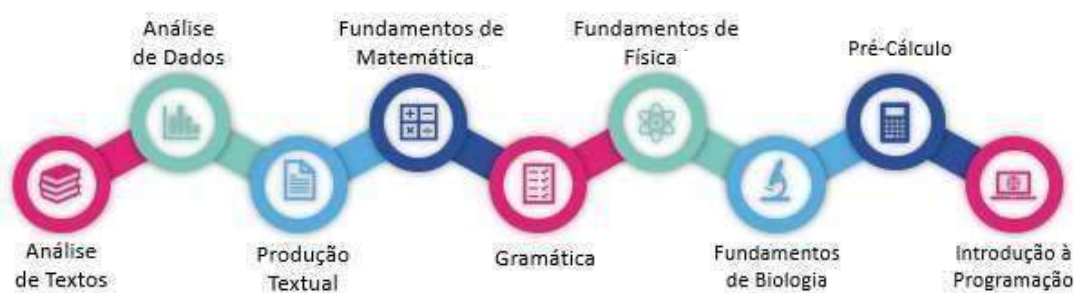 Análise
de Textos
Análise
de Dados
Produção
Textual
Fundamentos de
Matemática
Gramática
Fundamentos de
Física
Fundamentos
de Biologia
Pré-Cálculo
Introdução à
Programação